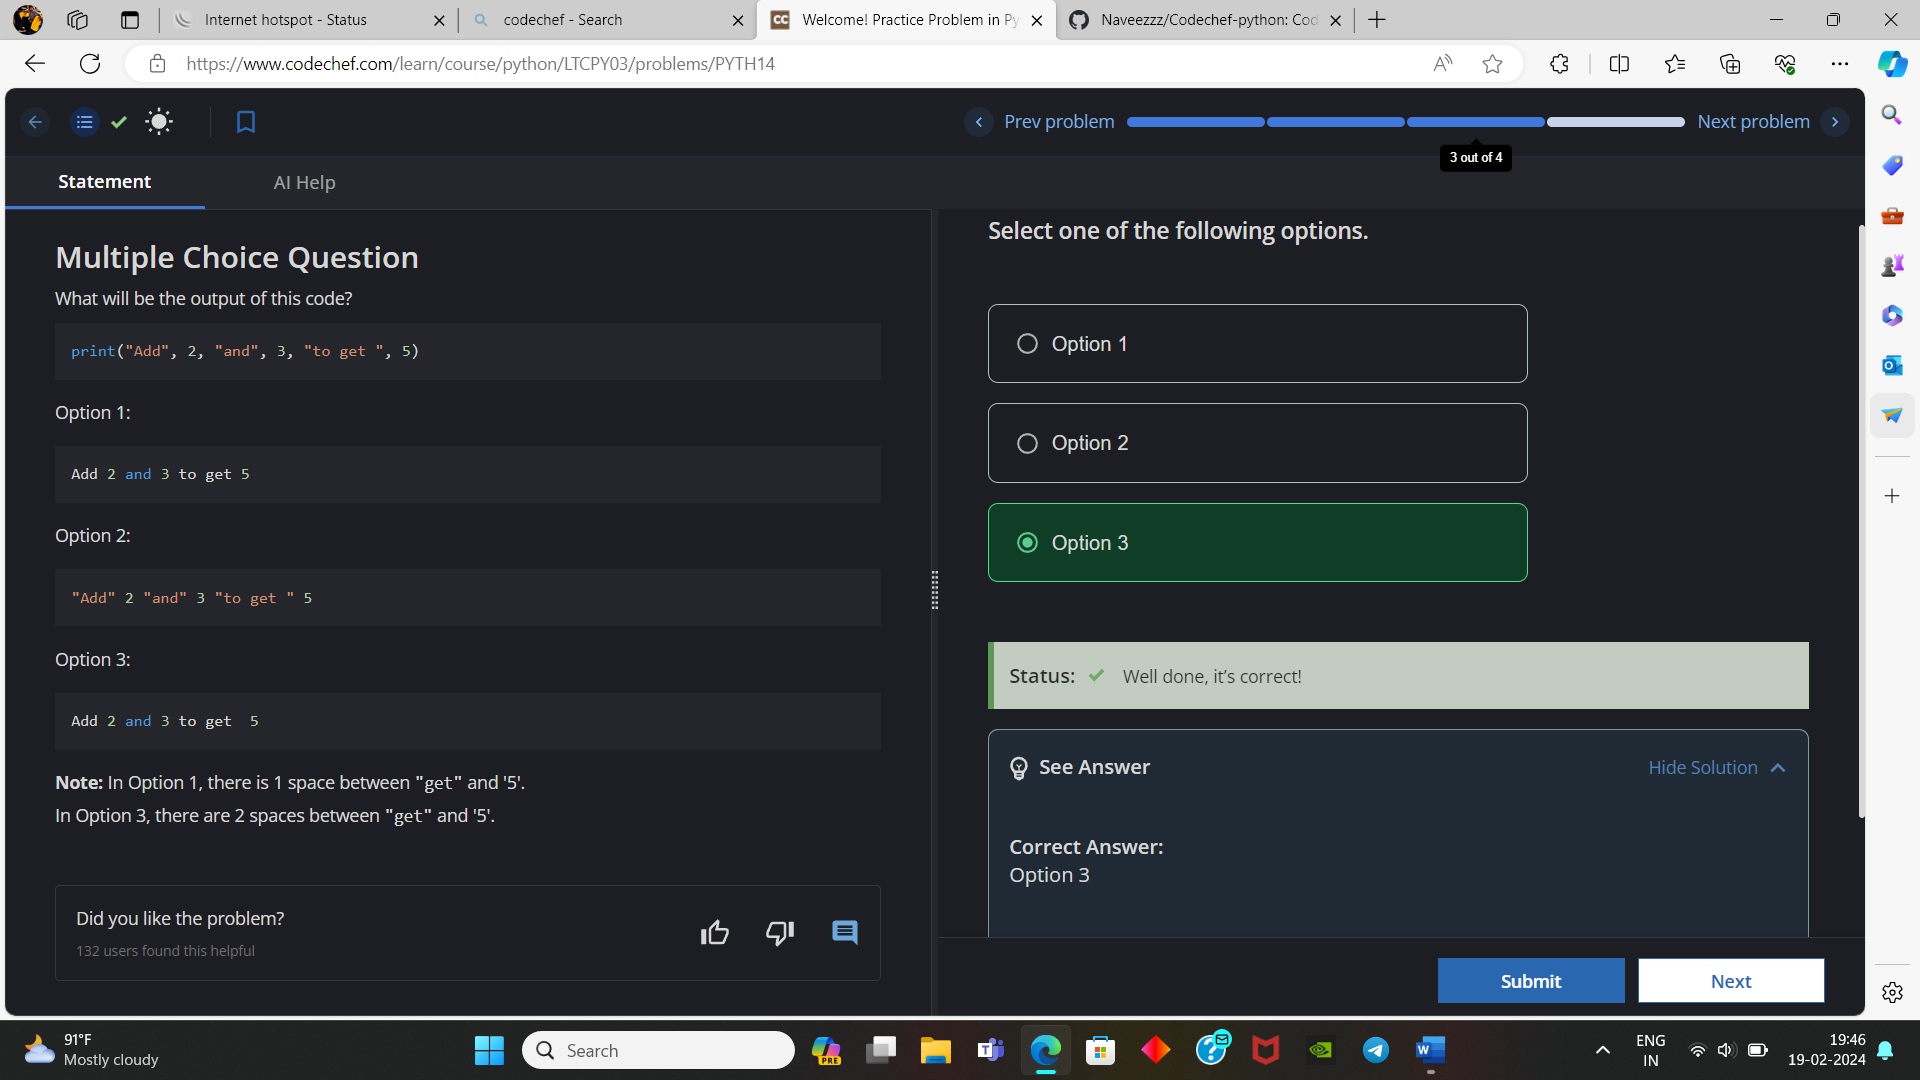 Internet hotspot - Status
codechef - Search
Welcome! Practice Problem in Py
Naveezzz/Codechef-python: Cod
https://www.codechef.com/learn/course/python/LTCPY03/problems/PYTH14
Prev problem
Next problem
3 out of 4
Statement
AI Help
Multiple Choice Question
What will be the output of this code?
print("Add", 2, "and", 3, "to get ", 5)
Option 1:
Add 2 and 3 to get 5
Option 2:
"Add" 2 "and" 3 "to get " 5
Option 3:
Add 2 and 3 to get  5
Note: In Option 1, there is 1 space between "get" and '5'.
In Option 3, there are 2 spaces between "get" and '5'.
Did you like the problem?
132 users found this helpful
Select one of the following options.
Option 1
Option 2
Option 3
Status: Well done, it's correct!
See Answer
Hide Solution
Correct Answer:
Option 3
Submit
Next
91°F
Mostly cloudy
Search
PRE
ENG
IN
19:46
19-02-2024